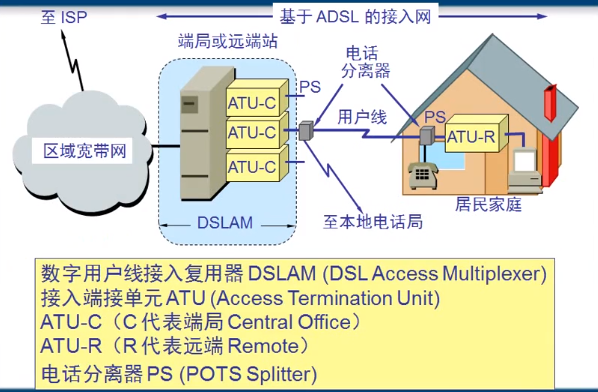 至 ISP
基于 ADSL 的接入网
端局或远端站
电话
分离器
PS
ATU-C
用户线
PS
区域宽带网
ATU-C
ATU-R
ATU-C
居民家庭
DSLAM
至本地电话局
数字用户线接入复用器 DSLAM (DSL Access Multiplexer)
接入端接单元 ATU (Access Termination Unit)
ATU-C（C 代表端局 Central Office）
ATU-R（R 代表远端 Remote）
电话分离器 PS (POTS Splitter)